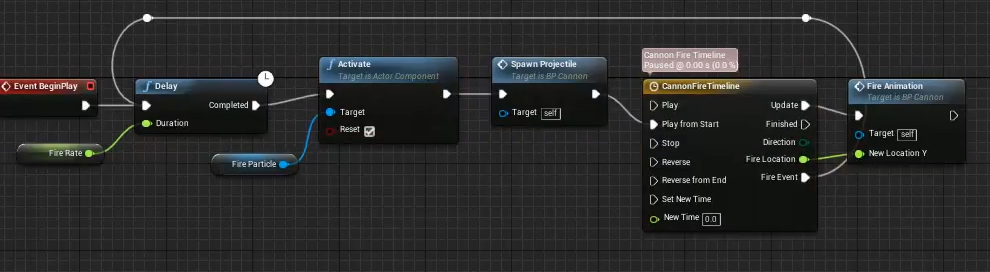 Cannon Fire Timeline
Paused @ 0.00 s (0.0 %)
Event BeginPlay
Delay
Completed
Duration
Fire Rate
Activate
Target is Actor Component
Target
Reset
Fire Particle
Spawn Projectile
Target is BP Cannon
Target self
CannonFireTimeline
Play
Update
Play from Start
Finished
Stop
Direction
Reverse
Fire Location
Reverse from End
Fire Event
Set New Time
New Time 0.0
Fire Animation
Target is BP Cannon
Target self
New Location Y